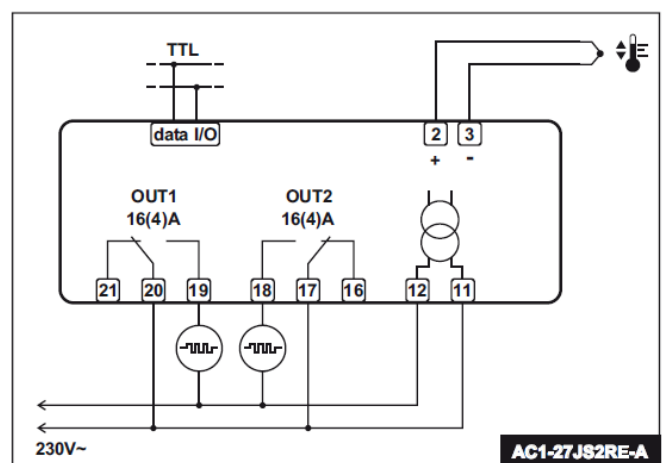 TTL
data I/O
2 3
+ -
OUT1 OUT2
16(4)A 16(4)A
21 20 19 18 17 16 12 11
230V~
AC1-27JS2RE-A